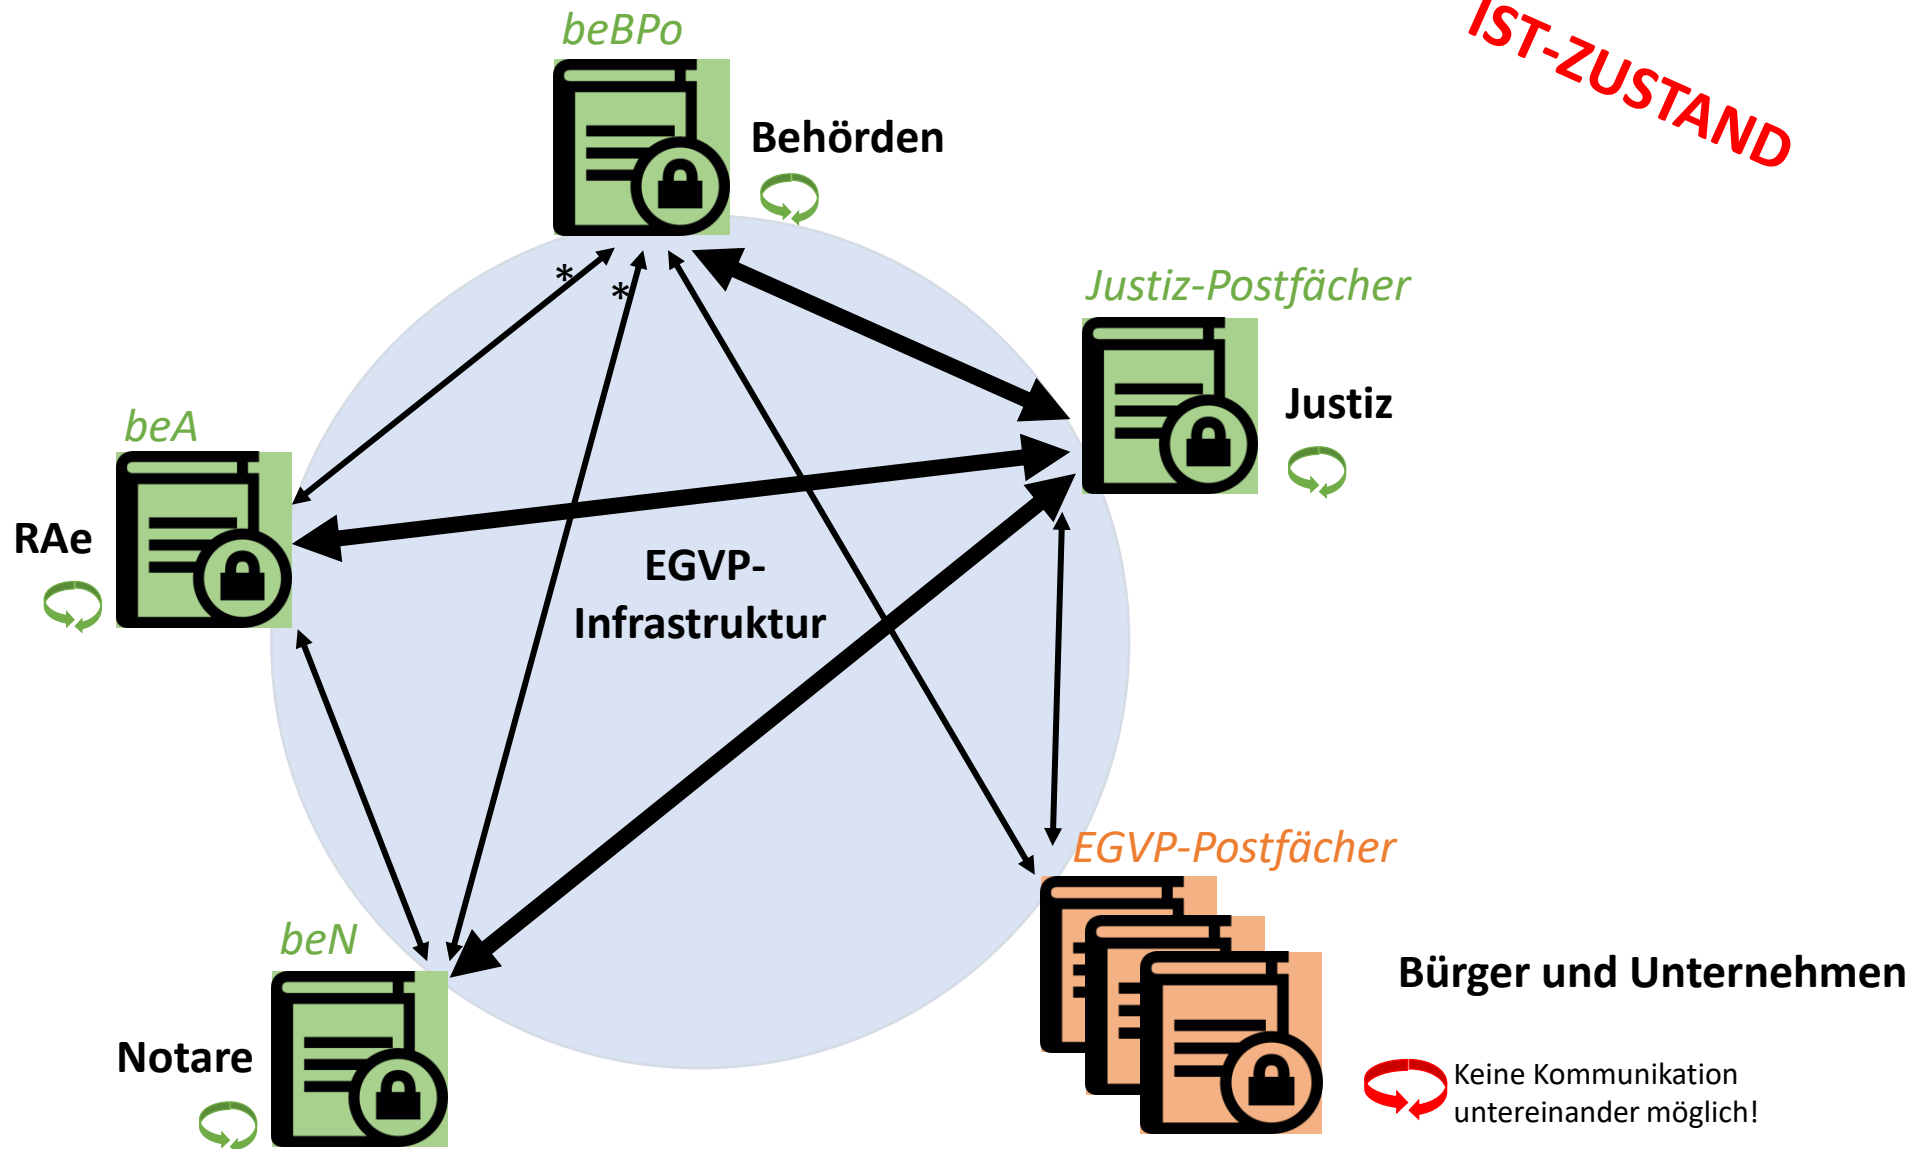 beBPo
IST-ZUSTAND
Behörden
*
*
Justiz-Postfächer
Justiz
beA
RAe
EGVP-
Infrastruktur
EGVP-Postfächer
Bürger und Unternehmen
beN
Notare
Keine Kommunikation
untereinander möglich!